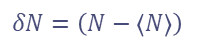 δN = (N − ⟨N⟩)